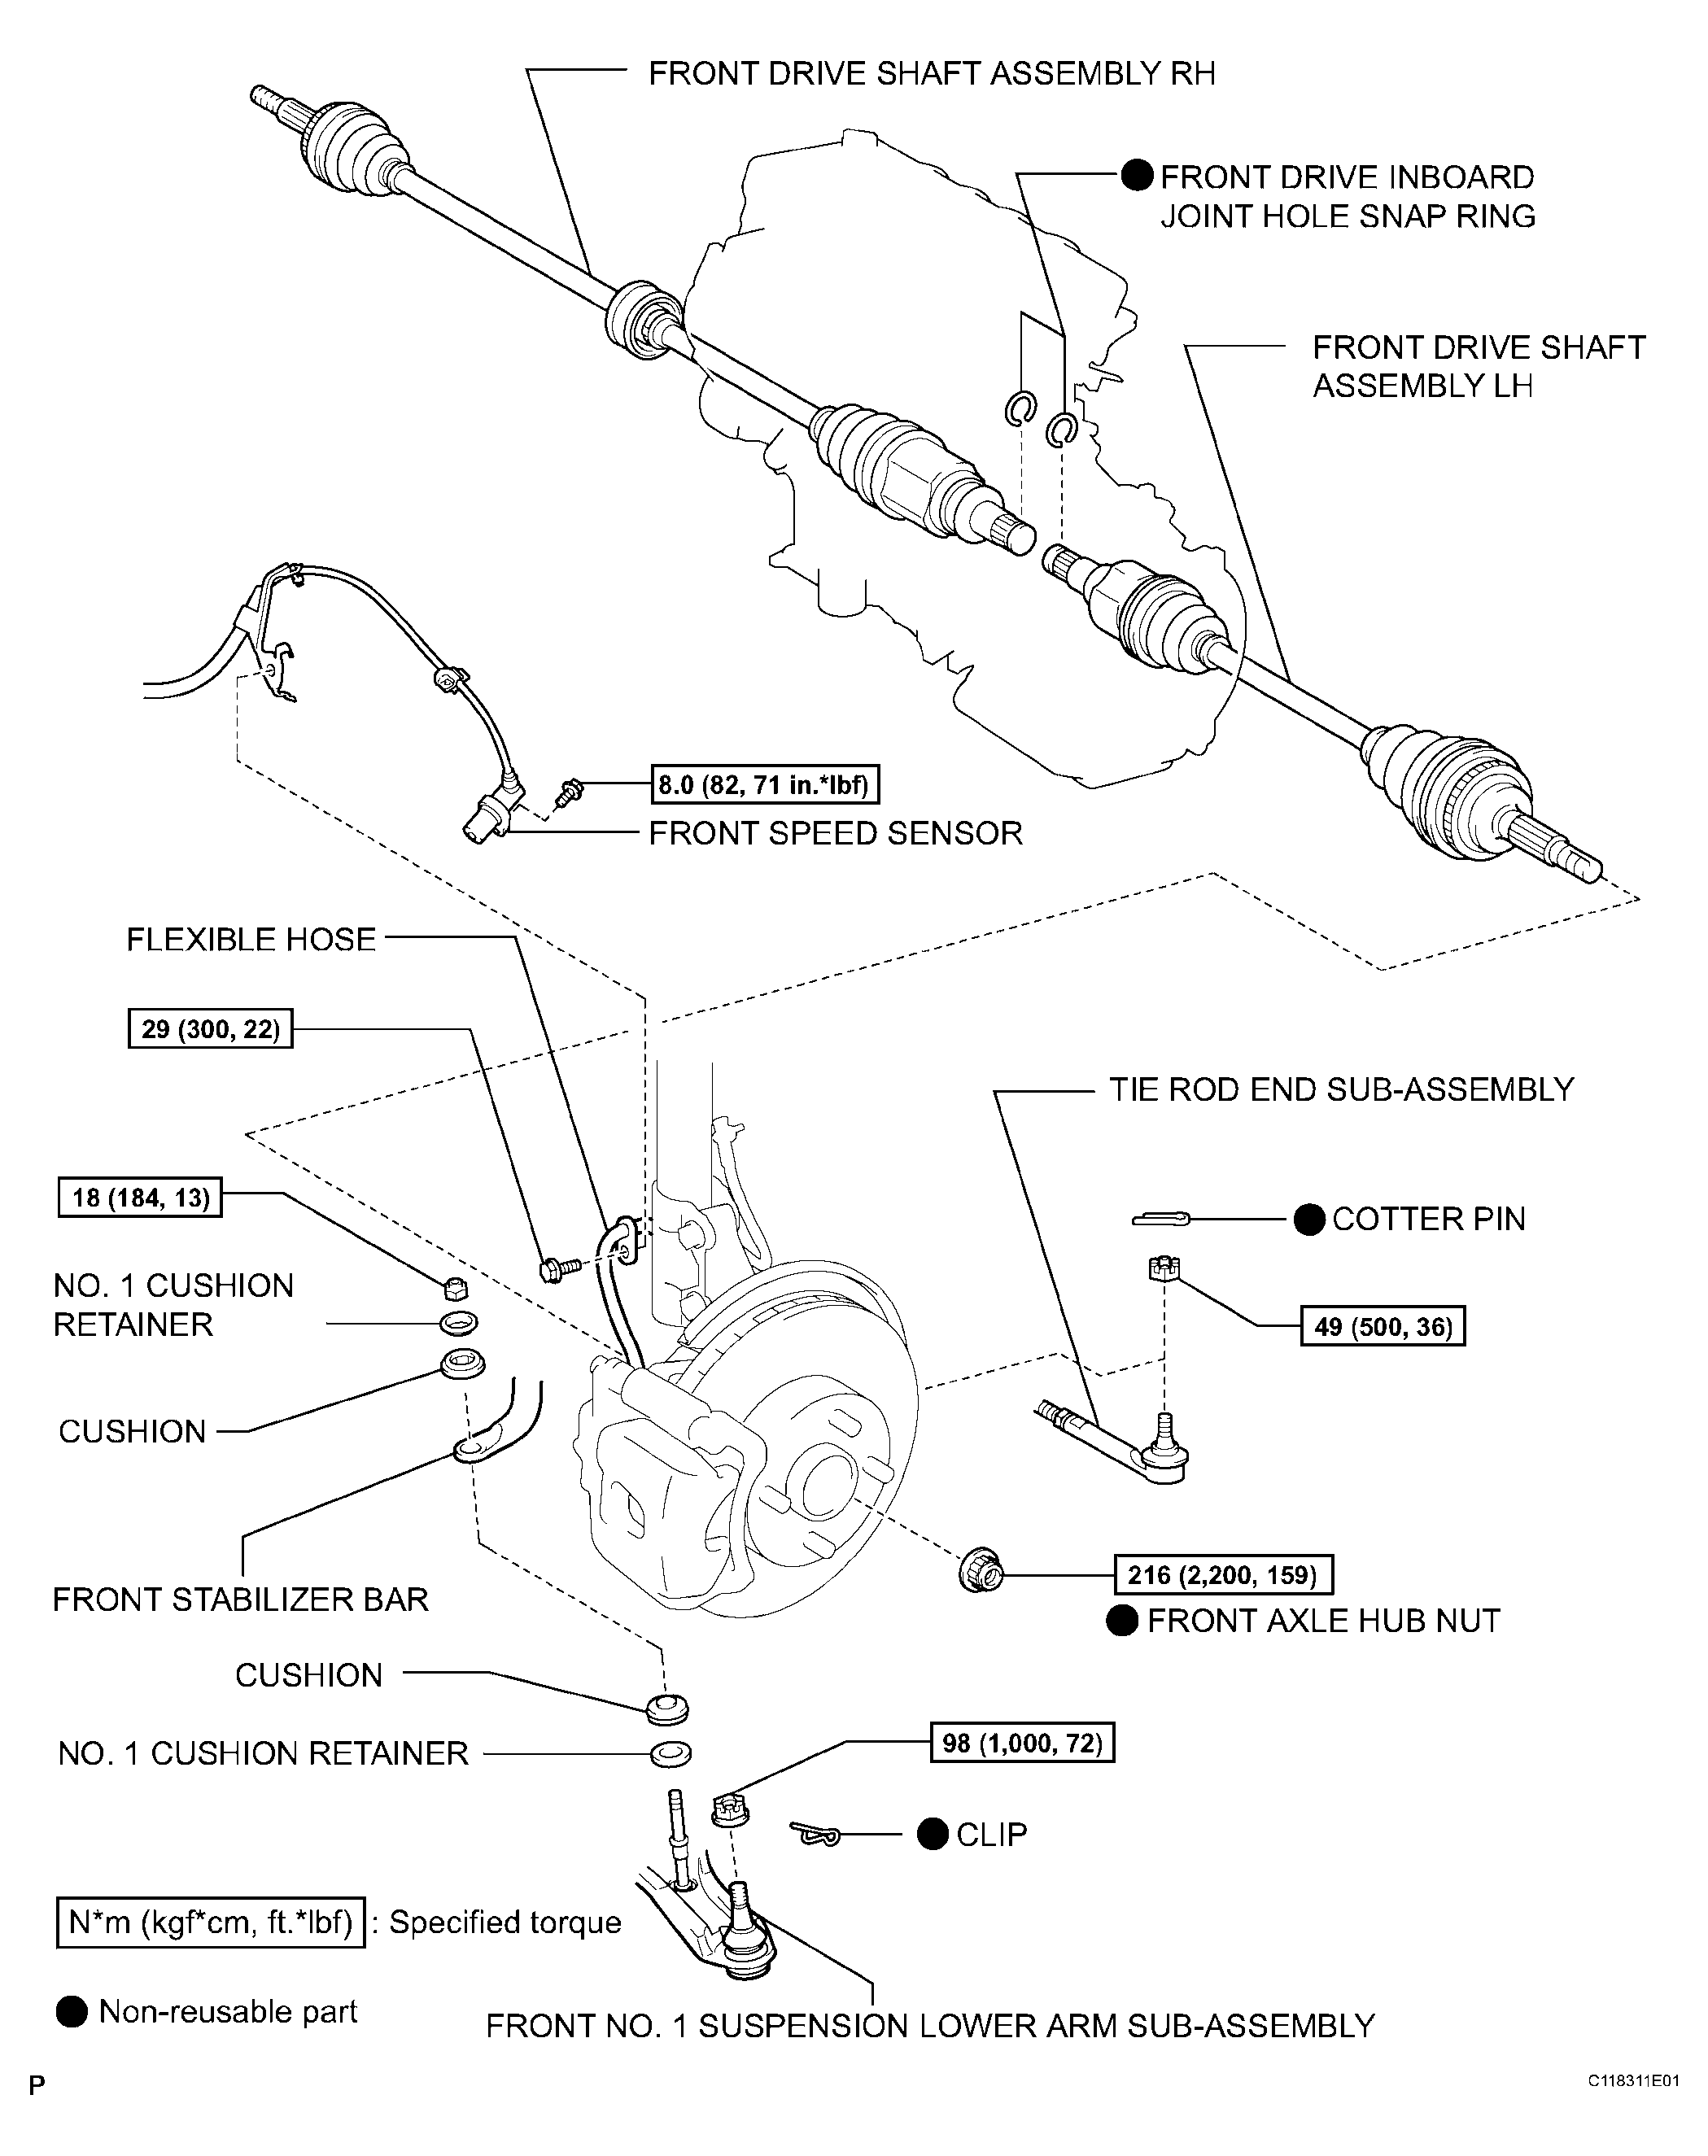 FRONT DRIVE SHAFT ASSEMBLY RH
● FRONT DRIVE INBOARD
JOINT HOLE SNAP RING
FRONT DRIVE SHAFT
ASSEMBLY LH
8.0 (82, 71 in.*lbf)
FRONT SPEED SENSOR
FLEXIBLE HOSE
29 (300, 22)
TIE ROD END SUB-ASSEMBLY
18 (184, 13)
● COTTER PIN
NO. 1 CUSHION
RETAINER
49 (500, 36)
CUSHION
216 (2,200, 159)
FRONT STABILIZER BAR
● FRONT AXLE HUB NUT
CUSHION
98 (1,000, 72)
NO. 1 CUSHION RETAINER
● CLIP
N*m (kgf*cm, ft.*lbf) : Specified torque
● Non-reusable part
FRONT NO. 1 SUSPENSION LOWER ARM SUB-ASSEMBLY
P
C118311E01